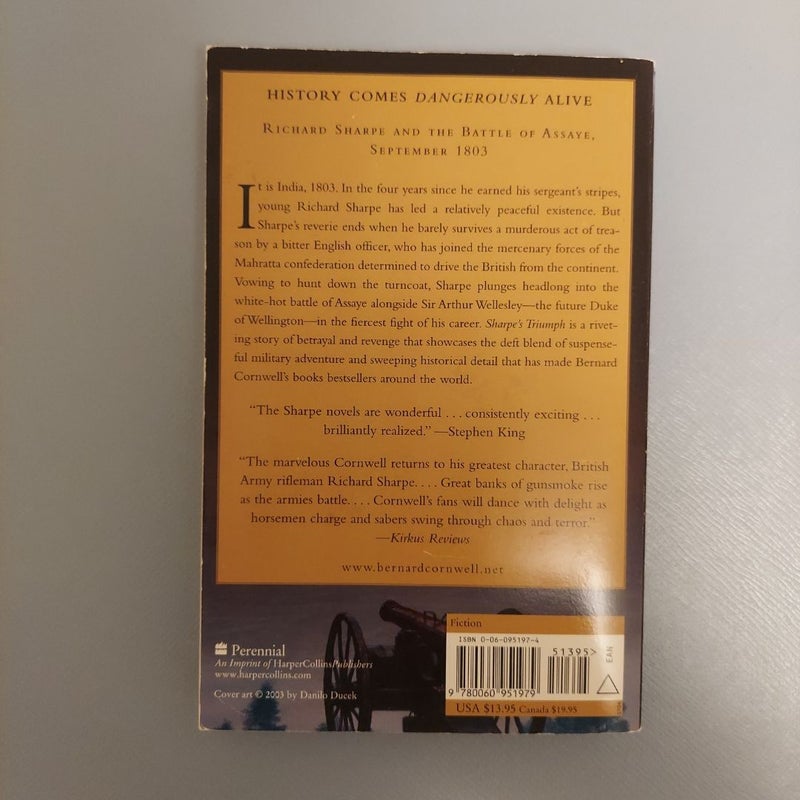 HISTORY COMES DANGEROUSLY ALIVE
RICHARD SHARPE AND THE BATTLE OF ASSAYE,
SEPTEMBER 1803
It is India, 1803. In the four years since he earned his sergeant's stripes,
young Richard Sharpe has led a relatively peaceful existence. But
Sharpe's reverie ends when he barely survives a murderous act of trea-
son by a bitter English officer, who has joined the mercenary forces of the
Mahratta confederation determined to drive the British from the continent.
Vowing to hunt down the turncoat, Sharpe plunges headlong into the
white-hot battle of Assaye alongside Sir Arthur Wellesley—the future Duke
of Wellington—in the fiercest fight of his career. Sharpe's Triumph is a rivet-
ing story of betrayal and revenge that showcases the deft blend of suspense-
ful military adventure and sweeping historical detail that has made Bernard
Cornwell's books bestsellers around the world.
"The Sharpe novels are wonderful . . . consistently exciting . . .
brilliantly realized." —Stephen King
"The marvelous Cornwell returns to his greatest character, British
Army rifleman Richard Sharpe. . . . Great banks of gunsmoke rise
as the armies battle. . . . Cornwell's fans will dance with delight as
horsemen charge and sabers swing through chaos and terror."
—Kirkus Reviews
www.bernardcornwell.net
Perennial
An Imprint of HarperCollinsPublishers
www.harpercollins.com
Cover art © 2003 by Danilo Ducek
Fiction
ISBN 0-06-095197-4
51395>
EAN
9 780060 951979
USA $13.95 Canada $19.95